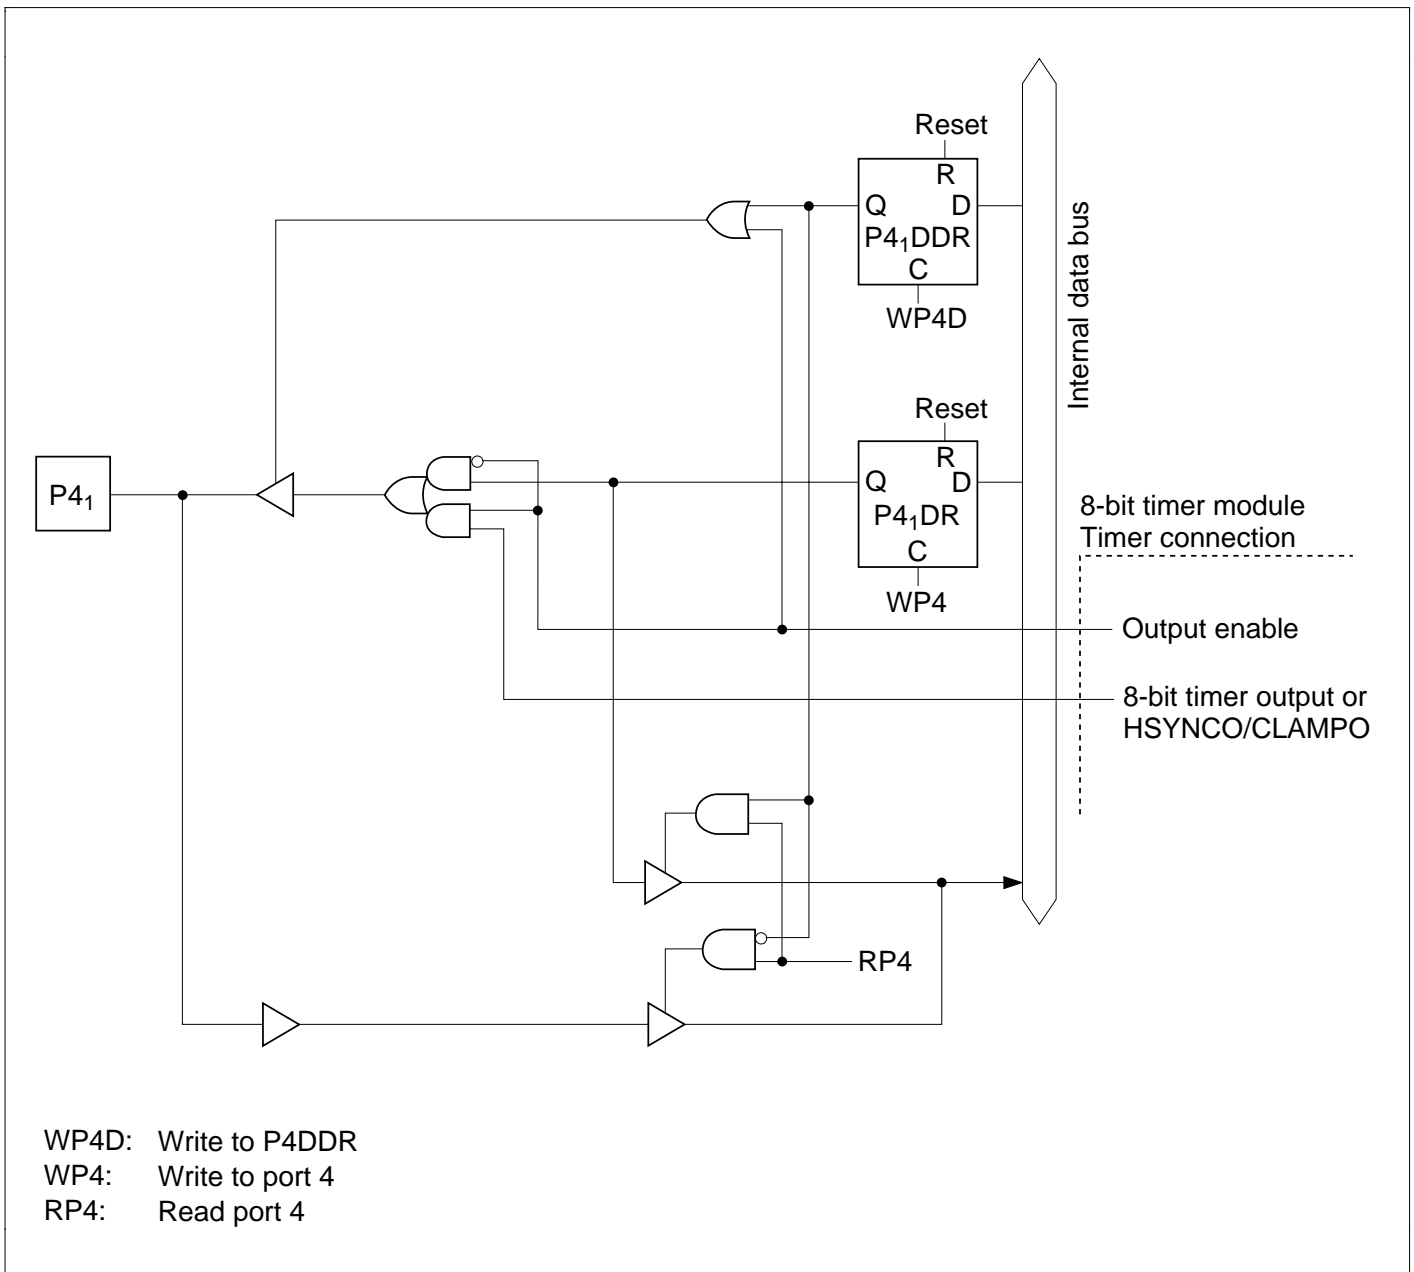 Reset
R
Q D
P4₁DDR
C
WP4D
Internal data bus
Reset
R
Q D
P4₁DR
C
WP4
P4₁
8-bit timer module
Timer connection
Output enable
8-bit timer output or
HSYNCO/CLAMPO
RP4
WP4D: Write to P4DDR
WP4: Write to port 4
RP4: Read port 4